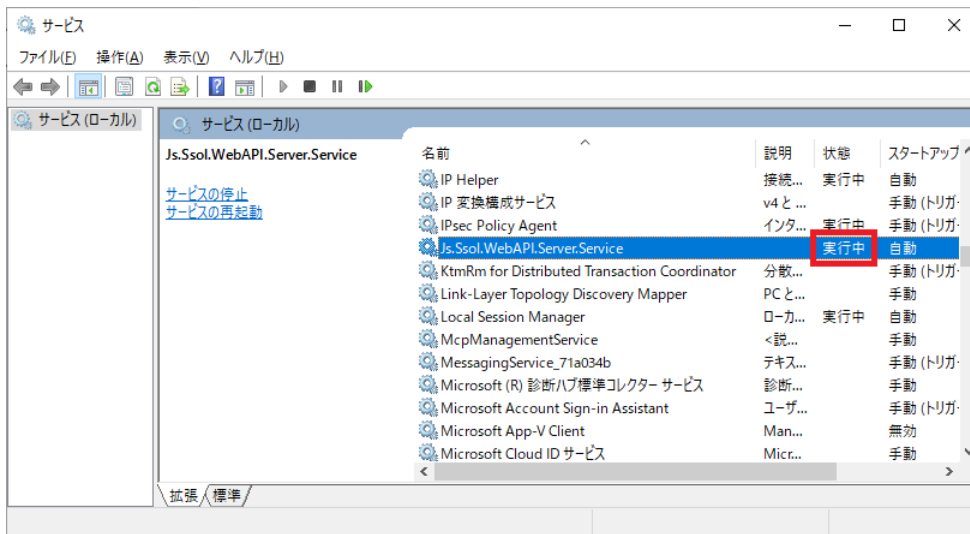 サービス
ファイル(F) 操作(A) 表示(V) ヘルプ(H)
サービス (ローカル)
サービス (ローカル)
Js.Ssol.WebAPI.Server.Service
サービスの停止
サービスの再起動
名前 説明 状態 スタートアップ
IP Helper 接続... 実行中 自動
IP 変換構成サービス v4 と ... 手動 (トリガー
IPsec Policy Agent インタ... 実行中 手動 (トリガー
Js.Ssol.WebAPI.Server.Service 実行中 自動
KtmRm for Distributed Transaction Coordinator 分散... 手動 (トリガー
Link-Layer Topology Discovery Mapper PC と... 手動
Local Session Manager ローカ... 実行中 自動
McpManagementService <説... 手動
MessagingService_71a034b テキス... 手動 (トリガー
Microsoft (R) 診断ハブ標準コレクター サービス 診断... 手動
Microsoft Account Sign-in Assistant ユーザ... 手動 (トリガー
Microsoft App-V Client Man... 無効
Microsoft Cloud ID サービス Micr... 手動
拡張 標準